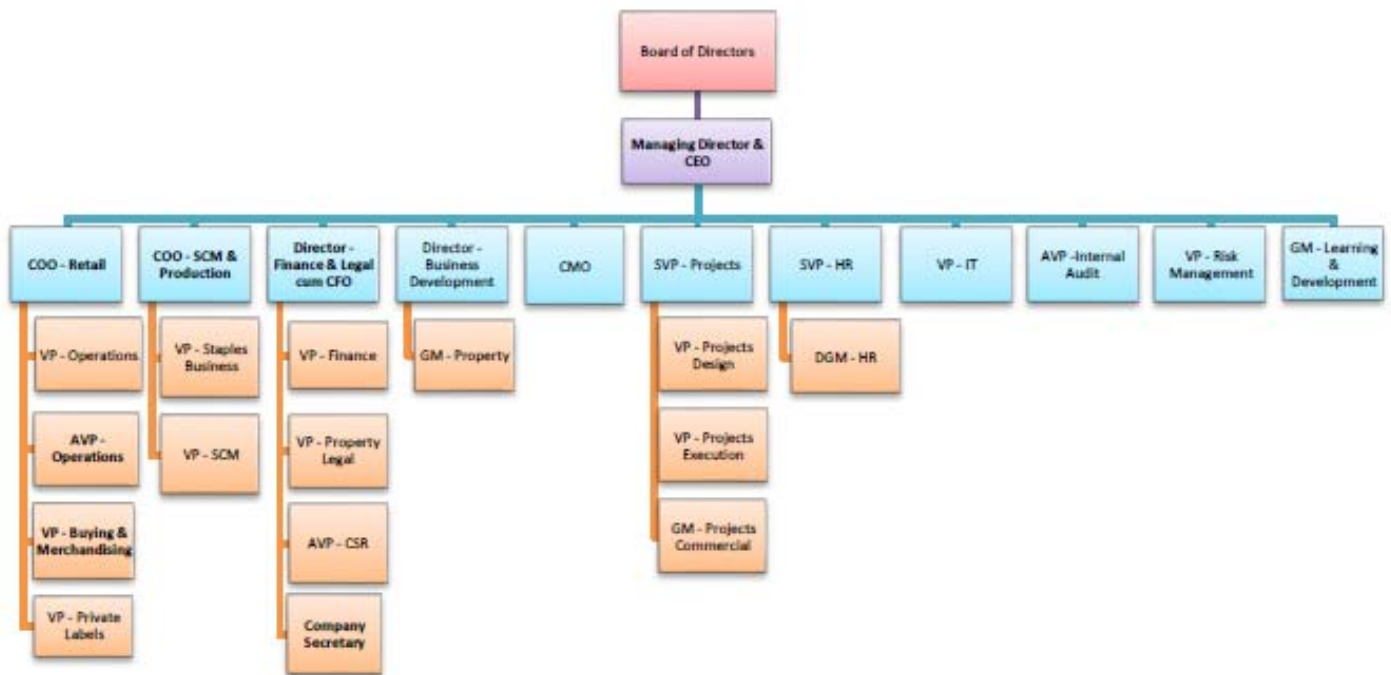 Board of Directors
Managing Director &
CEO
COO - Retail
COO - SCM &
Production
Director -
Finance & Legal
cum CFO
Director -
Business
Development
CMO
SVP - Projects
SVP - HR
VP - IT
AVP -Internal
Audit
VP - Risk
Management
GM - Learning
&
Development
VP - Operations
AVP -
Operations
VP - Buying &
Merchandising
VP - Private
Labels
VP - Staples
Business
VP - SCM
VP - Finance
VP - Property
Legal
AVP - CSR
Company
Secretary
GM - Property
VP - Projects
Design
VP - Projects
Execution
GM - Projects
Commercial
DGM - HR